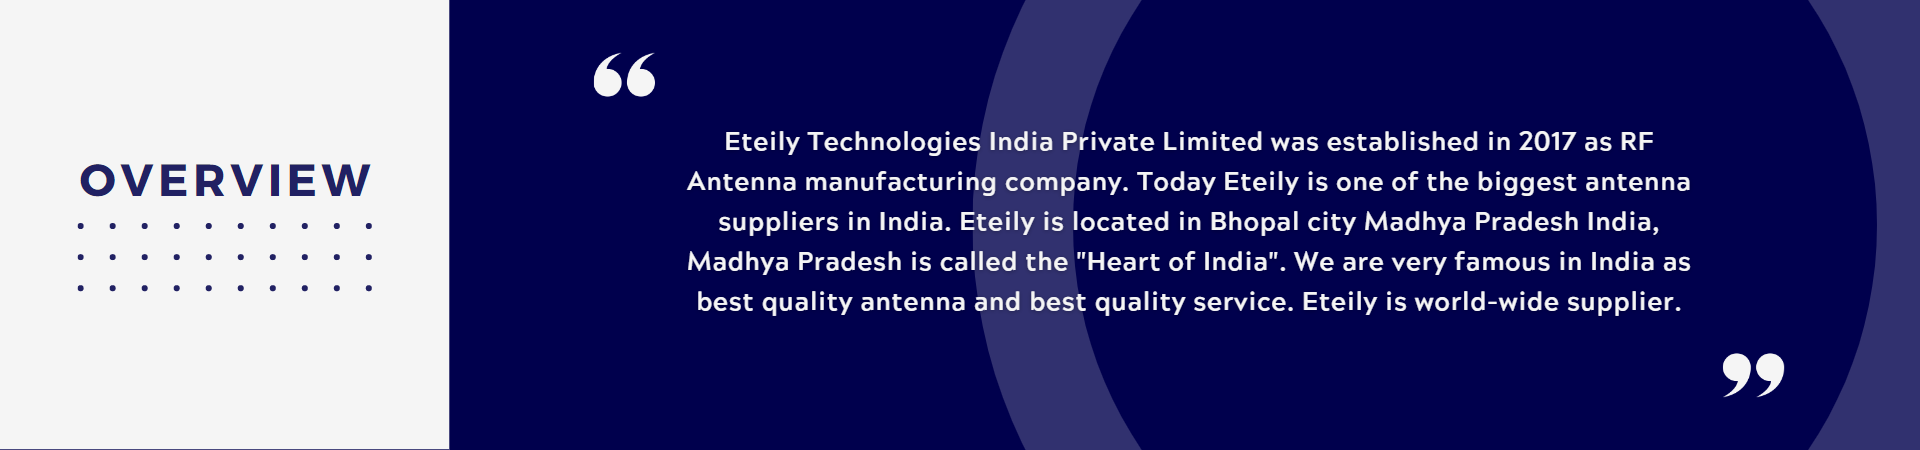 OVERVIEW
“
Eteily Technologies India Private Limited was established in 2017 as RF
Antenna manufacturing company. Today Eteily is one of the biggest antenna
suppliers in India. Eteily is located in Bhopal city Madhya Pradesh India,
Madhya Pradesh is called the "Heart of India". We are very famous in India as
best quality antenna and best quality service. Eteily is world-wide supplier.
”